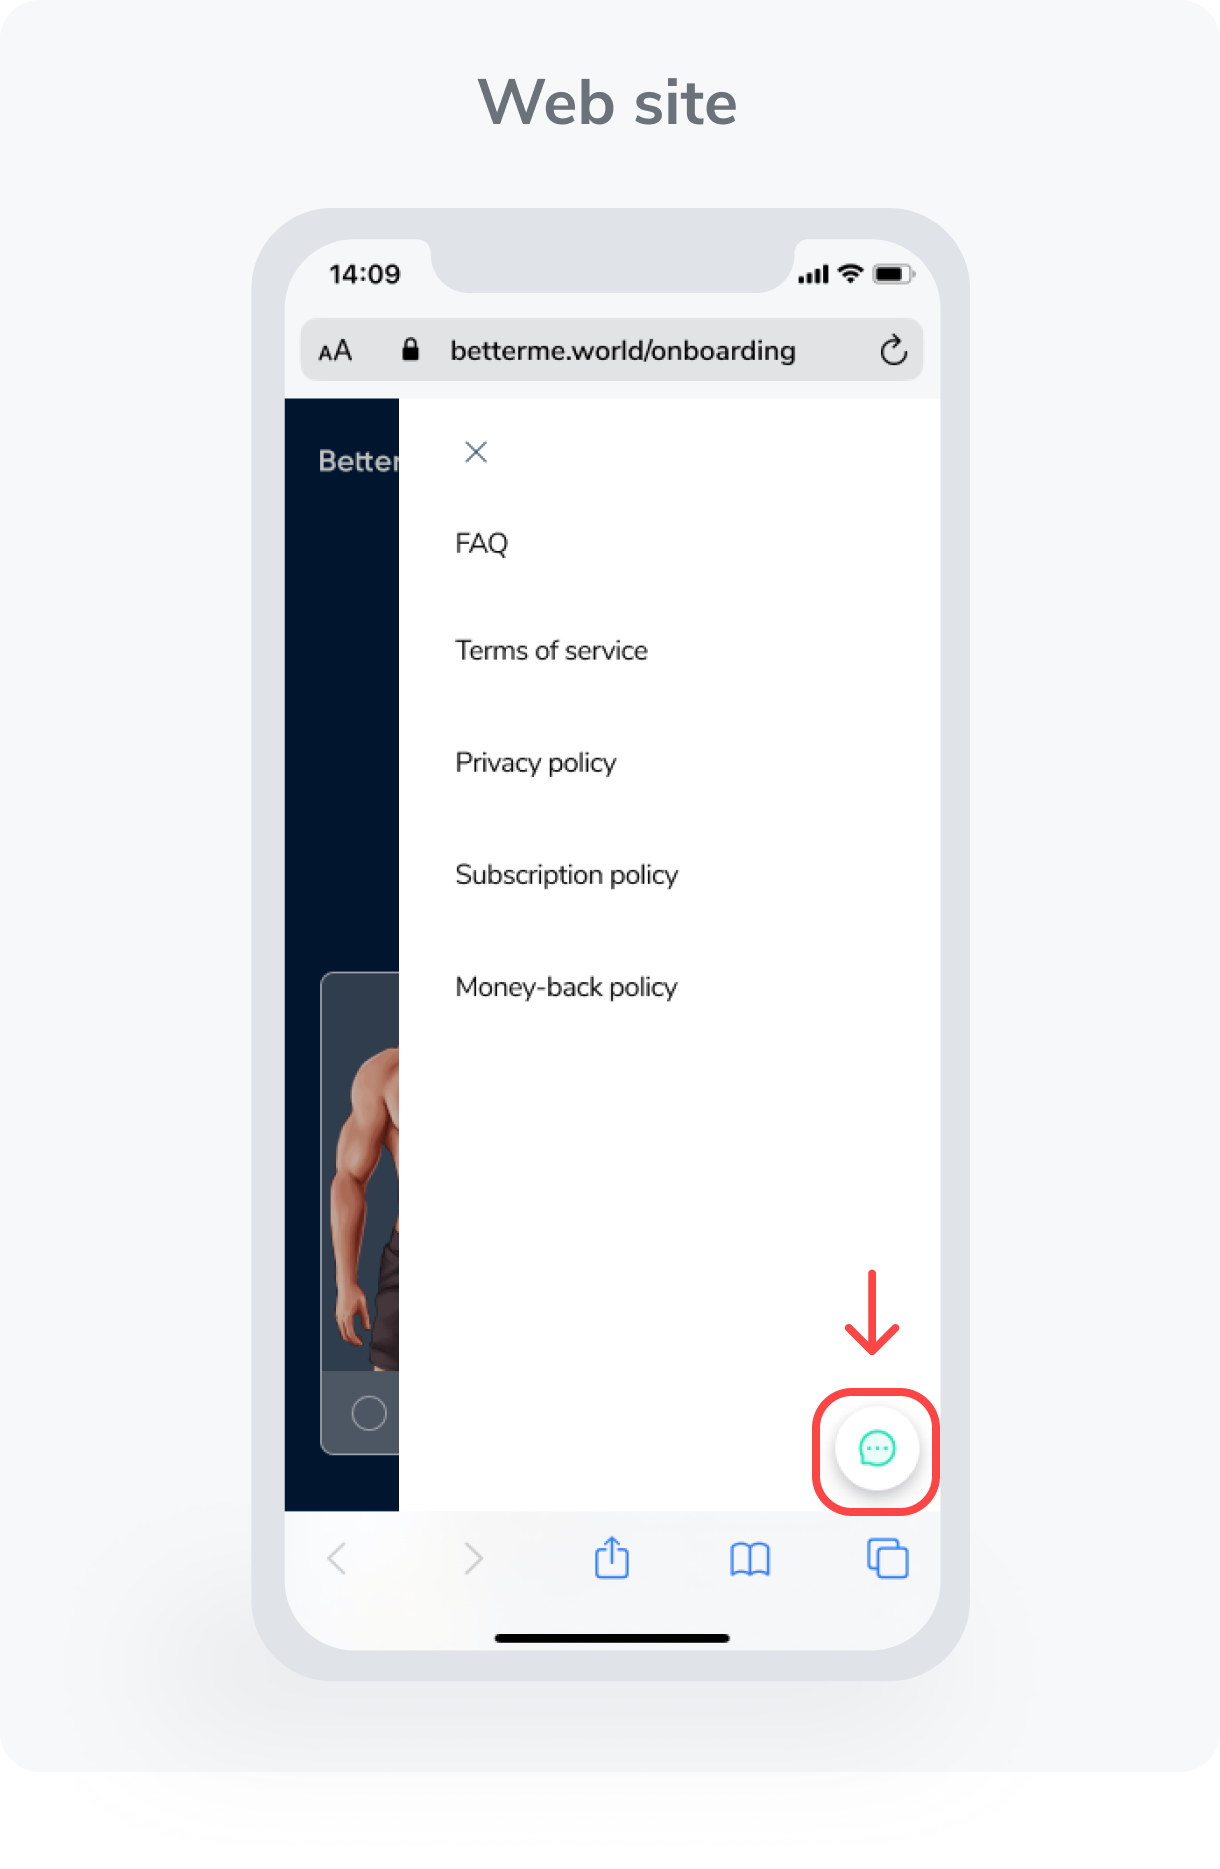 Web site
14:09
AA betterme.world/onboarding
Better
FAQ
Terms of service
Privacy policy
Subscription policy
Money-back policy